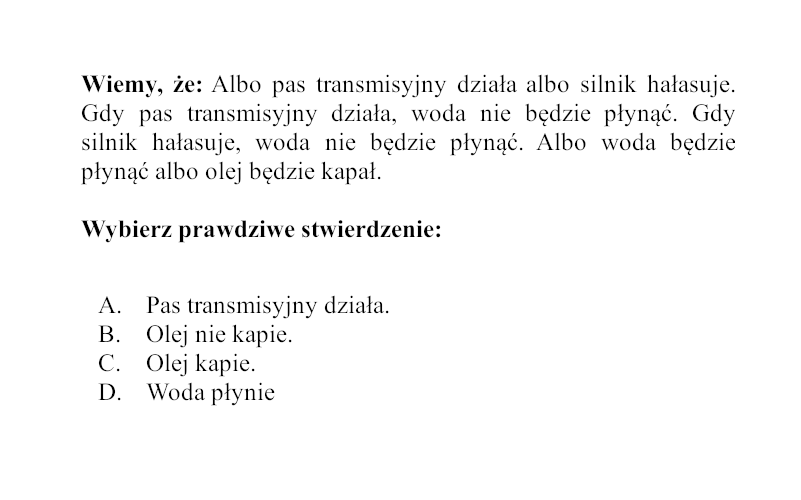 Wiemy, że: Albo pas transmisyjny działa albo silnik hałasuje.
Gdy pas transmisyjny działa, woda nie będzie płynąć. Gdy
silnik hałasuje, woda nie będzie płynąć. Albo woda będzie
płynąć albo olej będzie kapał.
Wybierz prawdziwe stwierdzenie:
A. Pas transmisyjny działa.
B. Olej nie kapie.
C. Olej kapie.
D. Woda płynie